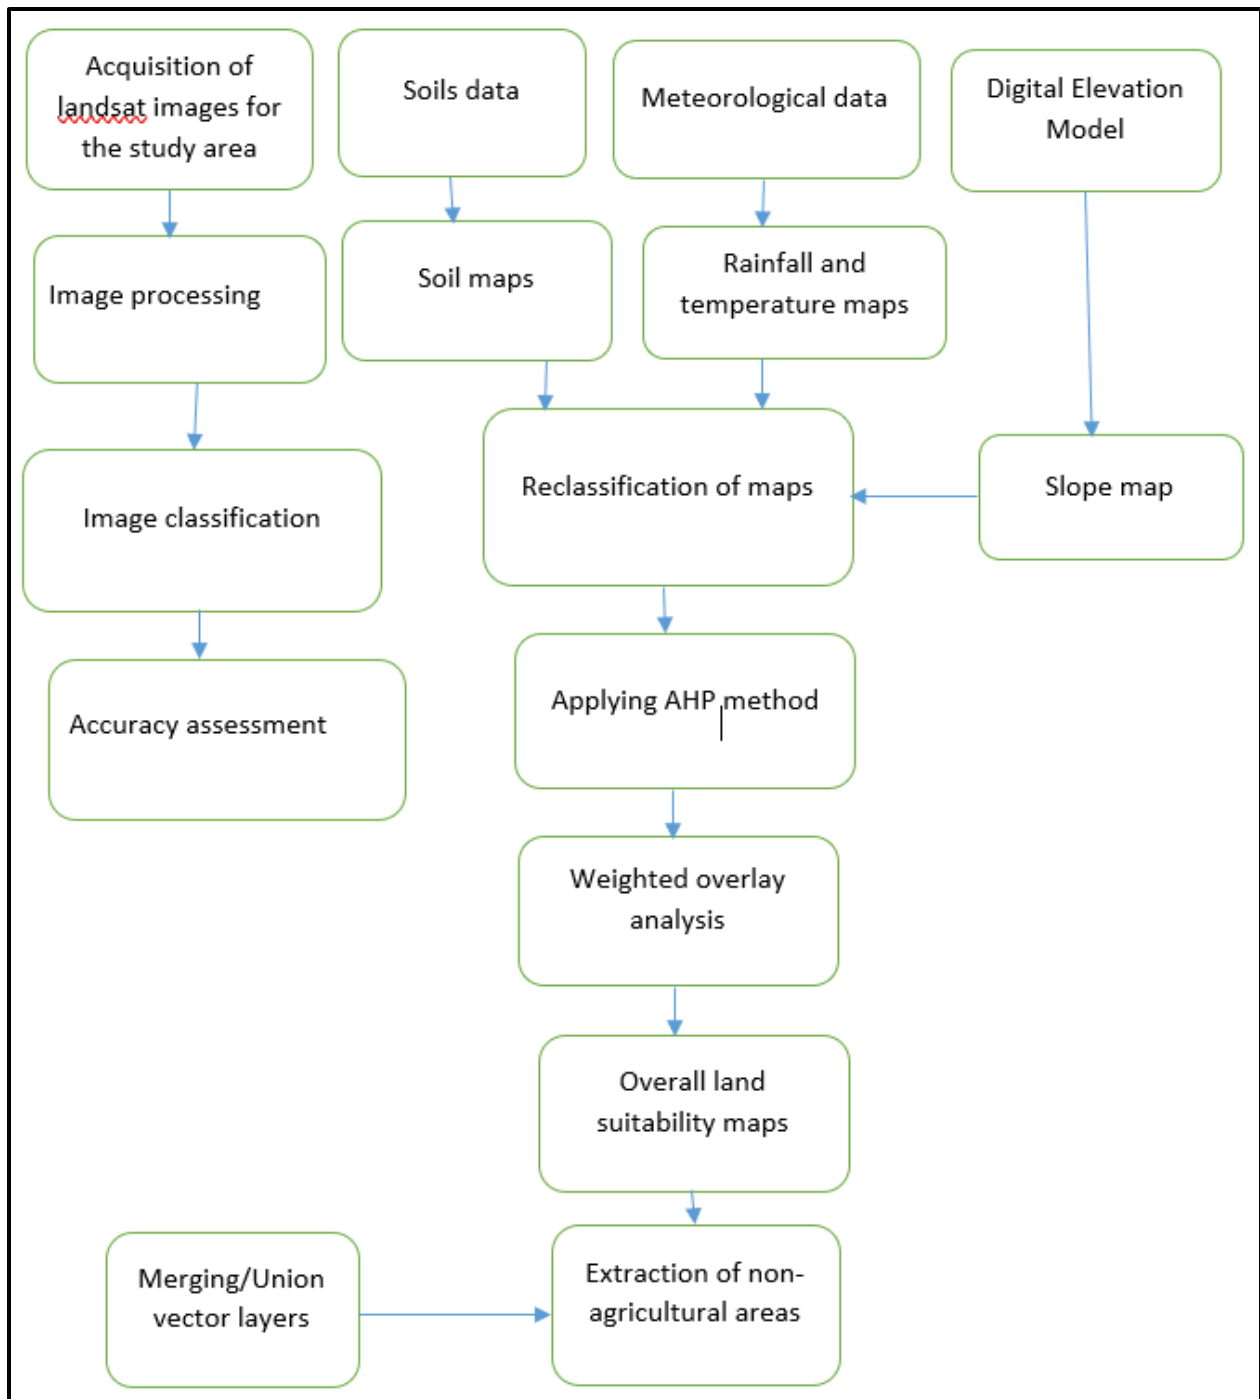 Acquisition of
landsat images for
the study area
Soils data
Meteorological data
Digital Elevation
Model
Image processing
Soil maps
Rainfall and
temperature maps
Image classification
Reclassification of maps
Slope map
Accuracy assessment
Applying AHP method
Weighted overlay
analysis
Overall land
suitability maps
Merging/Union
vector layers
Extraction of non-
agricultural areas